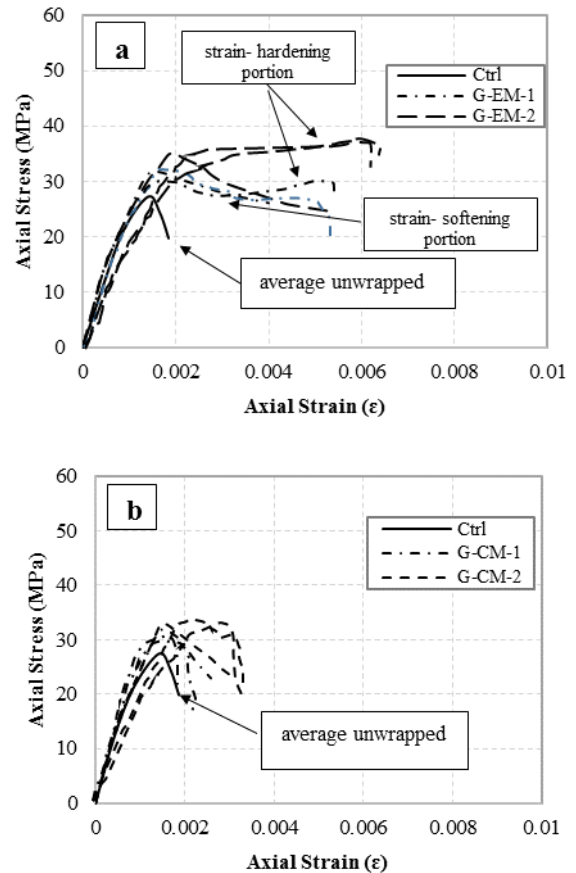 60
a
50
40
30
20
10
0
Axial Stress (MPa)
strain- hardening
portion
Ctrl
G-EM-1
G-EM-2
strain- softening
portion
average unwrapped
0 0.002 0.004 0.006 0.008 0.01
Axial Strain (ε)
60
b
50
40
30
20
10
0
Axial Stress (MPa)
Ctrl
G-CM-1
G-CM-2
average unwrapped
0 0.002 0.004 0.006 0.008 0.01
Axial Strain (ε)